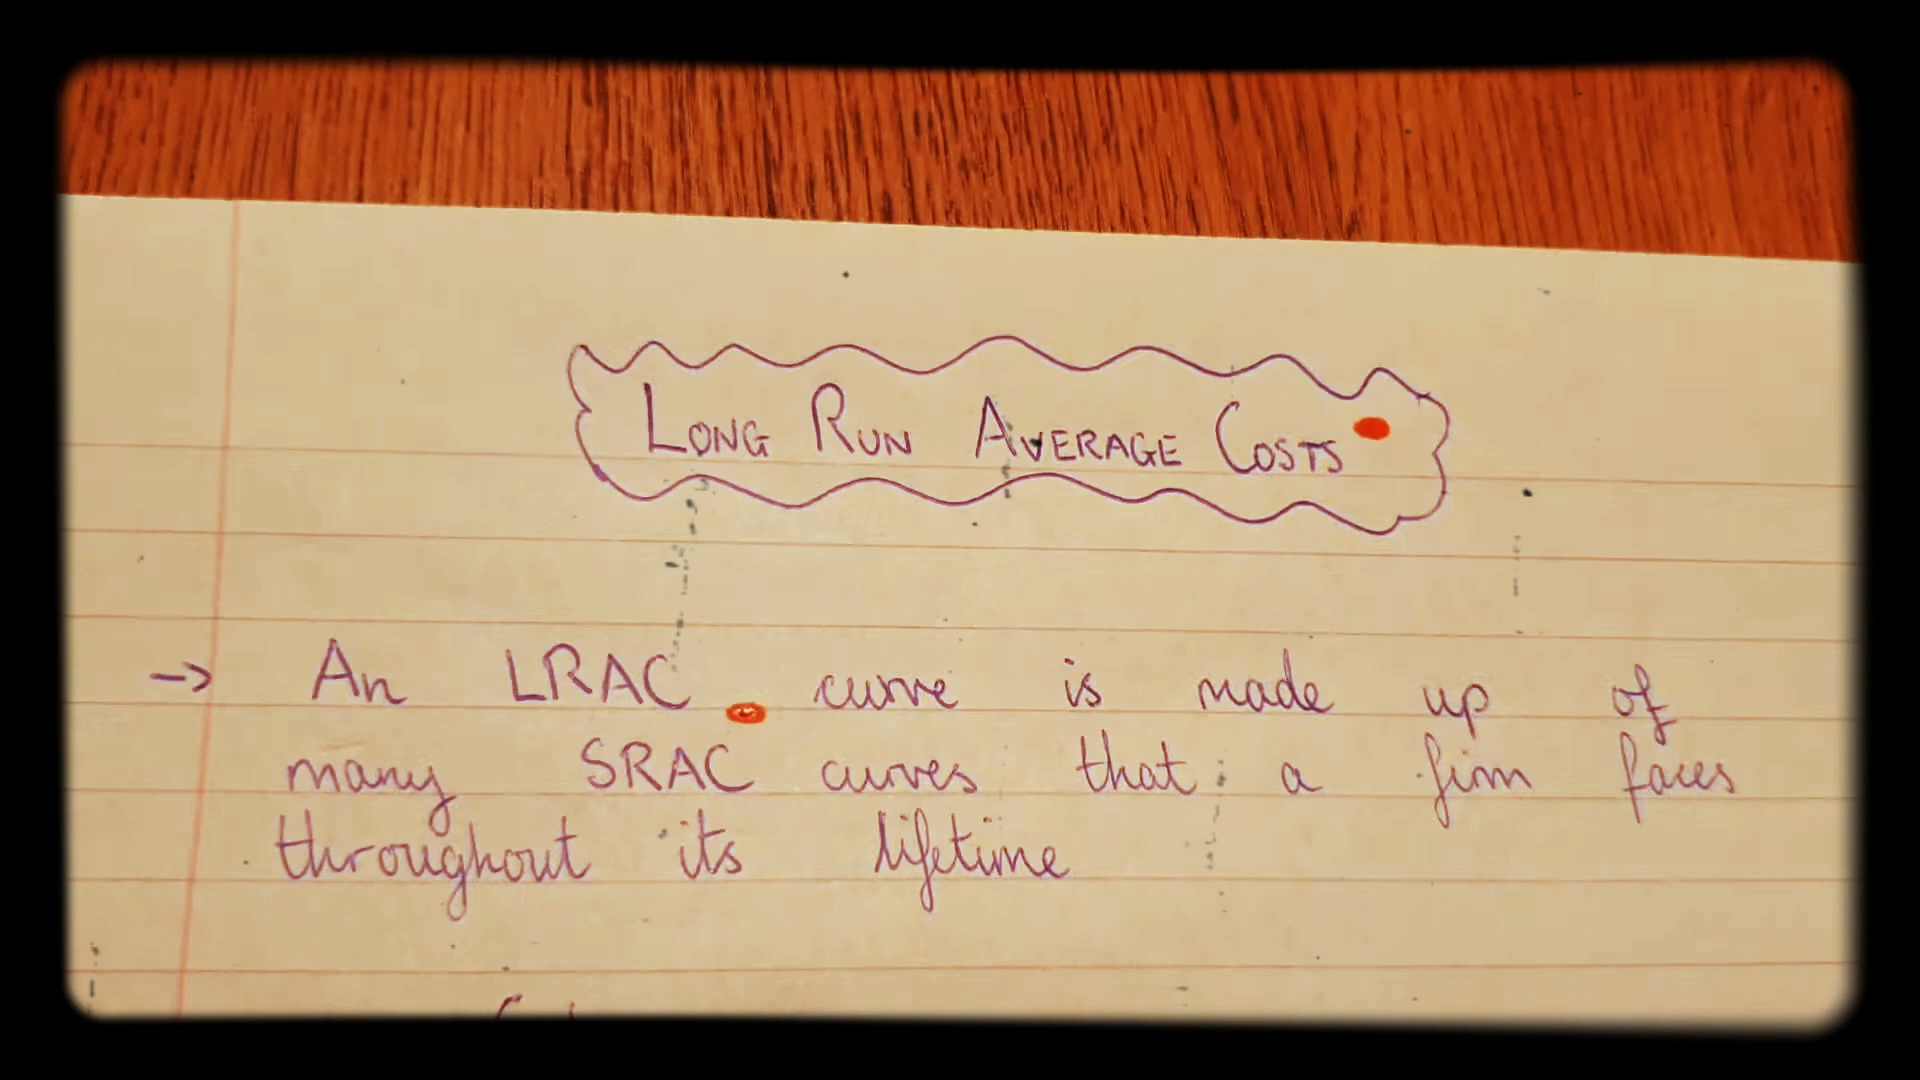 LONG RUN AVERAGE COSTS
→ An LRAC curve is made up of
many SRAC curves that a firm faces
throughout its lifetime